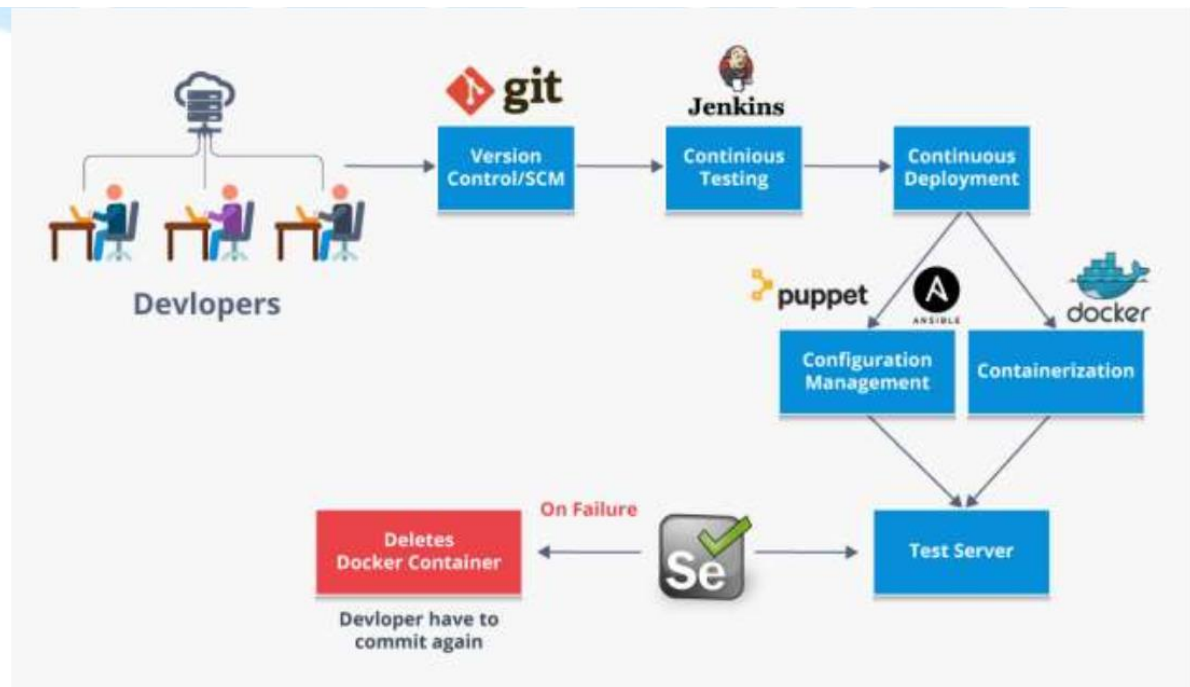 git
Jenkins
Version
Control/SCM
Continious
Testing
Continuous
Deployment
Devlopers
puppet
A
ANSIBLE
docker
Configuration
Management
Containerization
On Failure
Deletes
Docker Container
Se
Test Server
Devloper have to
commit again